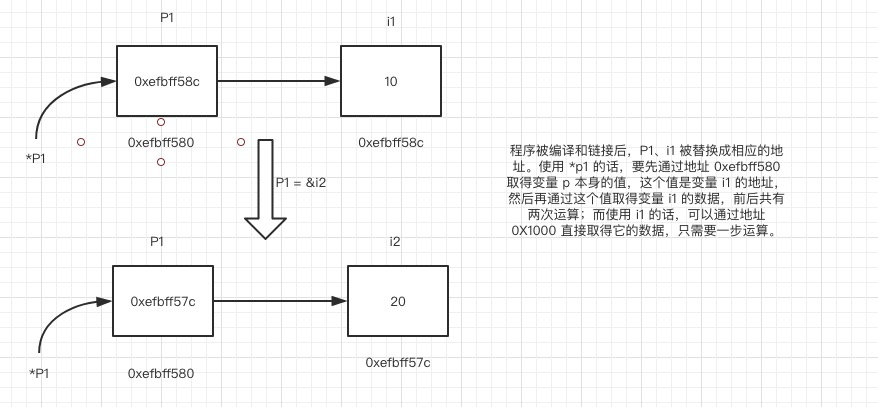 P1
i1
0xefbff58c
10
*P1
0xefbff580
0xefbff58c
P1 = &i2
程序被编译和链接后，P1、i1 被替换成相应的地
址。使用 *p1 的话，要先通过地址 0xefbff580
取得变量 p 本身的值，这个值是变量 i1 的地址，
然后再通过这个值取得变量 i1 的数据，前后共有
两次运算；而使用 i1 的话，可以通过地址
0X1000 直接取得它的数据，只需要一步运算。
P1
i2
0xefbff57c
20
*P1
0xefbff580
0xefbff57c